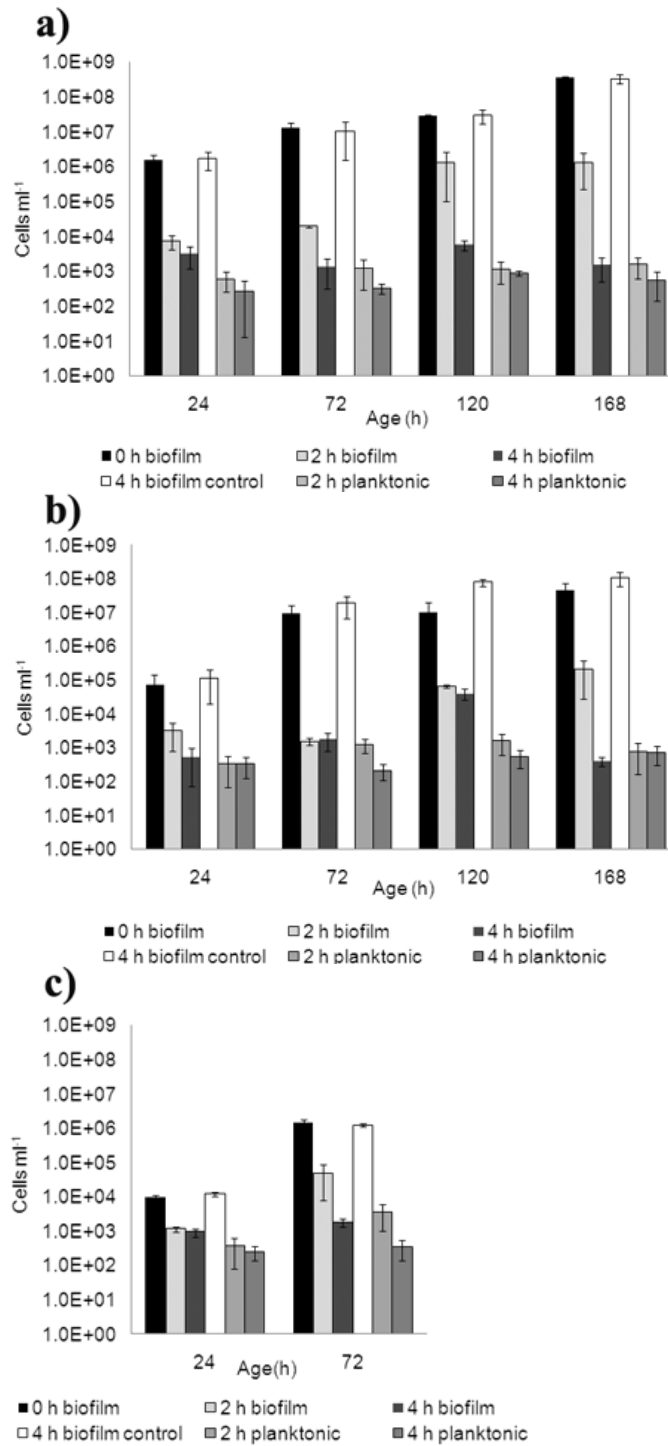 a)
1.0E+09
1.0E+08
1.0E+07
1.0E+06
1.0E+05
1.0E+04
1.0E+03
1.0E+02
1.0E+01
1.0E+00
Cells ml⁻¹
24 72 120 168
Age (h)
0 h biofilm 2 h biofilm 4 h biofilm
4 h biofilm control 2 h planktonic 4 h planktonic
b)
1.0E+09
1.0E+08
1.0E+07
1.0E+06
1.0E+05
1.0E+04
1.0E+03
1.0E+02
1.0E+01
1.0E+00
Cells ml⁻¹
24 72 120 168
Age (h)
0 h biofilm 2 h biofilm 4 h biofilm
4 h biofilm control 2 h planktonic 4 h planktonic
c)
1.0E+09
1.0E+08
1.0E+07
1.0E+06
1.0E+05
1.0E+04
1.0E+03
1.0E+02
1.0E+01
1.0E+00
Cells ml⁻¹
24 72
Age(h)
0 h biofilm 2 h biofilm 4 h biofilm
4 h biofilm control 2 h planktonic 4 h planktonic